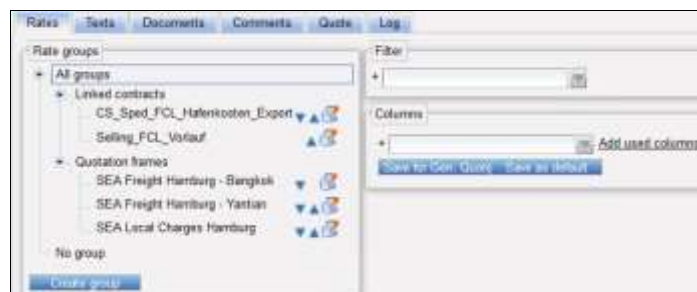 Rates Texts Documents Comments Quote Log
Rate groups
All groups
Linked contracts
CS_Sped_FCL_Hafenkosten_Export
Selling_FCL_Vorlauf
Quotation frames
SEA Freight Hamburg - Bangkok
SEA Freight Hamburg - Yantian
SEA Local Charges Hamburg
No group
Create group
Filter
+
Columns
+ Add used columns
Save for Gen. Quote Save as default